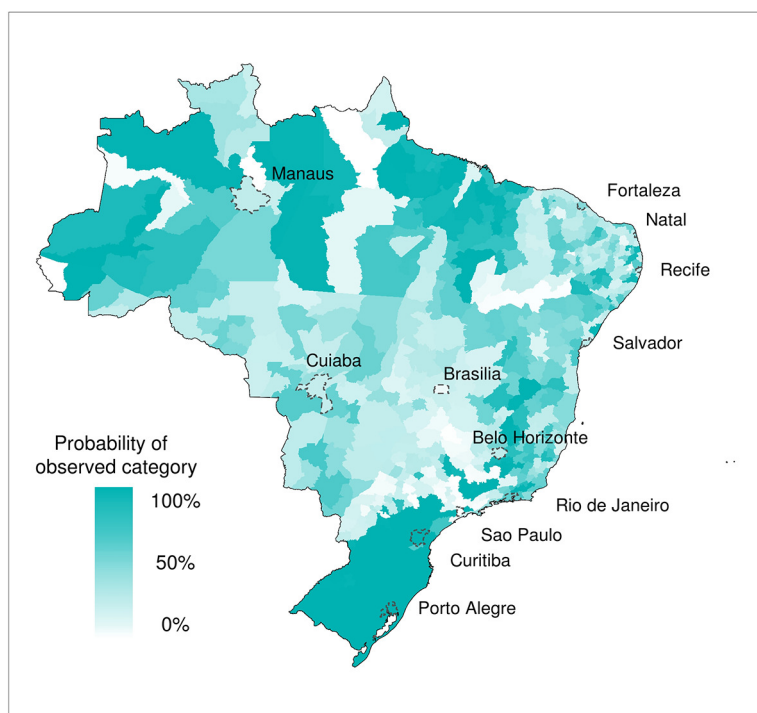 Manaus
Fortaleza
Natal
Recife
Salvador
Cuiaba
Brasilia
Belo Horizonte
Rio de Janeiro
Sao Paulo
Curitiba
Porto Alegre
Probability of
observed category
100%
50%
0%